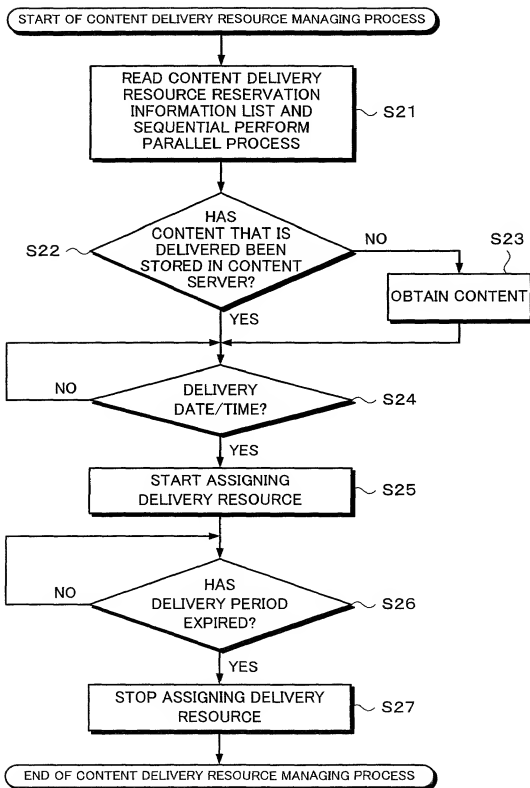 START OF CONTENT DELIVERY RESOURCE MANAGING PROCESS
READ CONTENT DELIVERY
RESOURCE RESERVATION
INFORMATION LIST AND
SEQUENTIAL PERFORM
PARALLEL PROCESS
S21
HAS
CONTENT THAT IS
DELIVERED BEEN
STORED IN CONTENT
SERVER?
S22
NO
S23
OBTAIN CONTENT
YES
NO
DELIVERY
DATE/TIME?
S24
YES
START ASSIGNING
DELIVERY RESOURCE
S25
NO
HAS
DELIVERY PERIOD
EXPIRED?
S26
YES
STOP ASSIGNING DELIVERY
RESOURCE
S27
END OF CONTENT DELIVERY RESOURCE MANAGING PROCESS